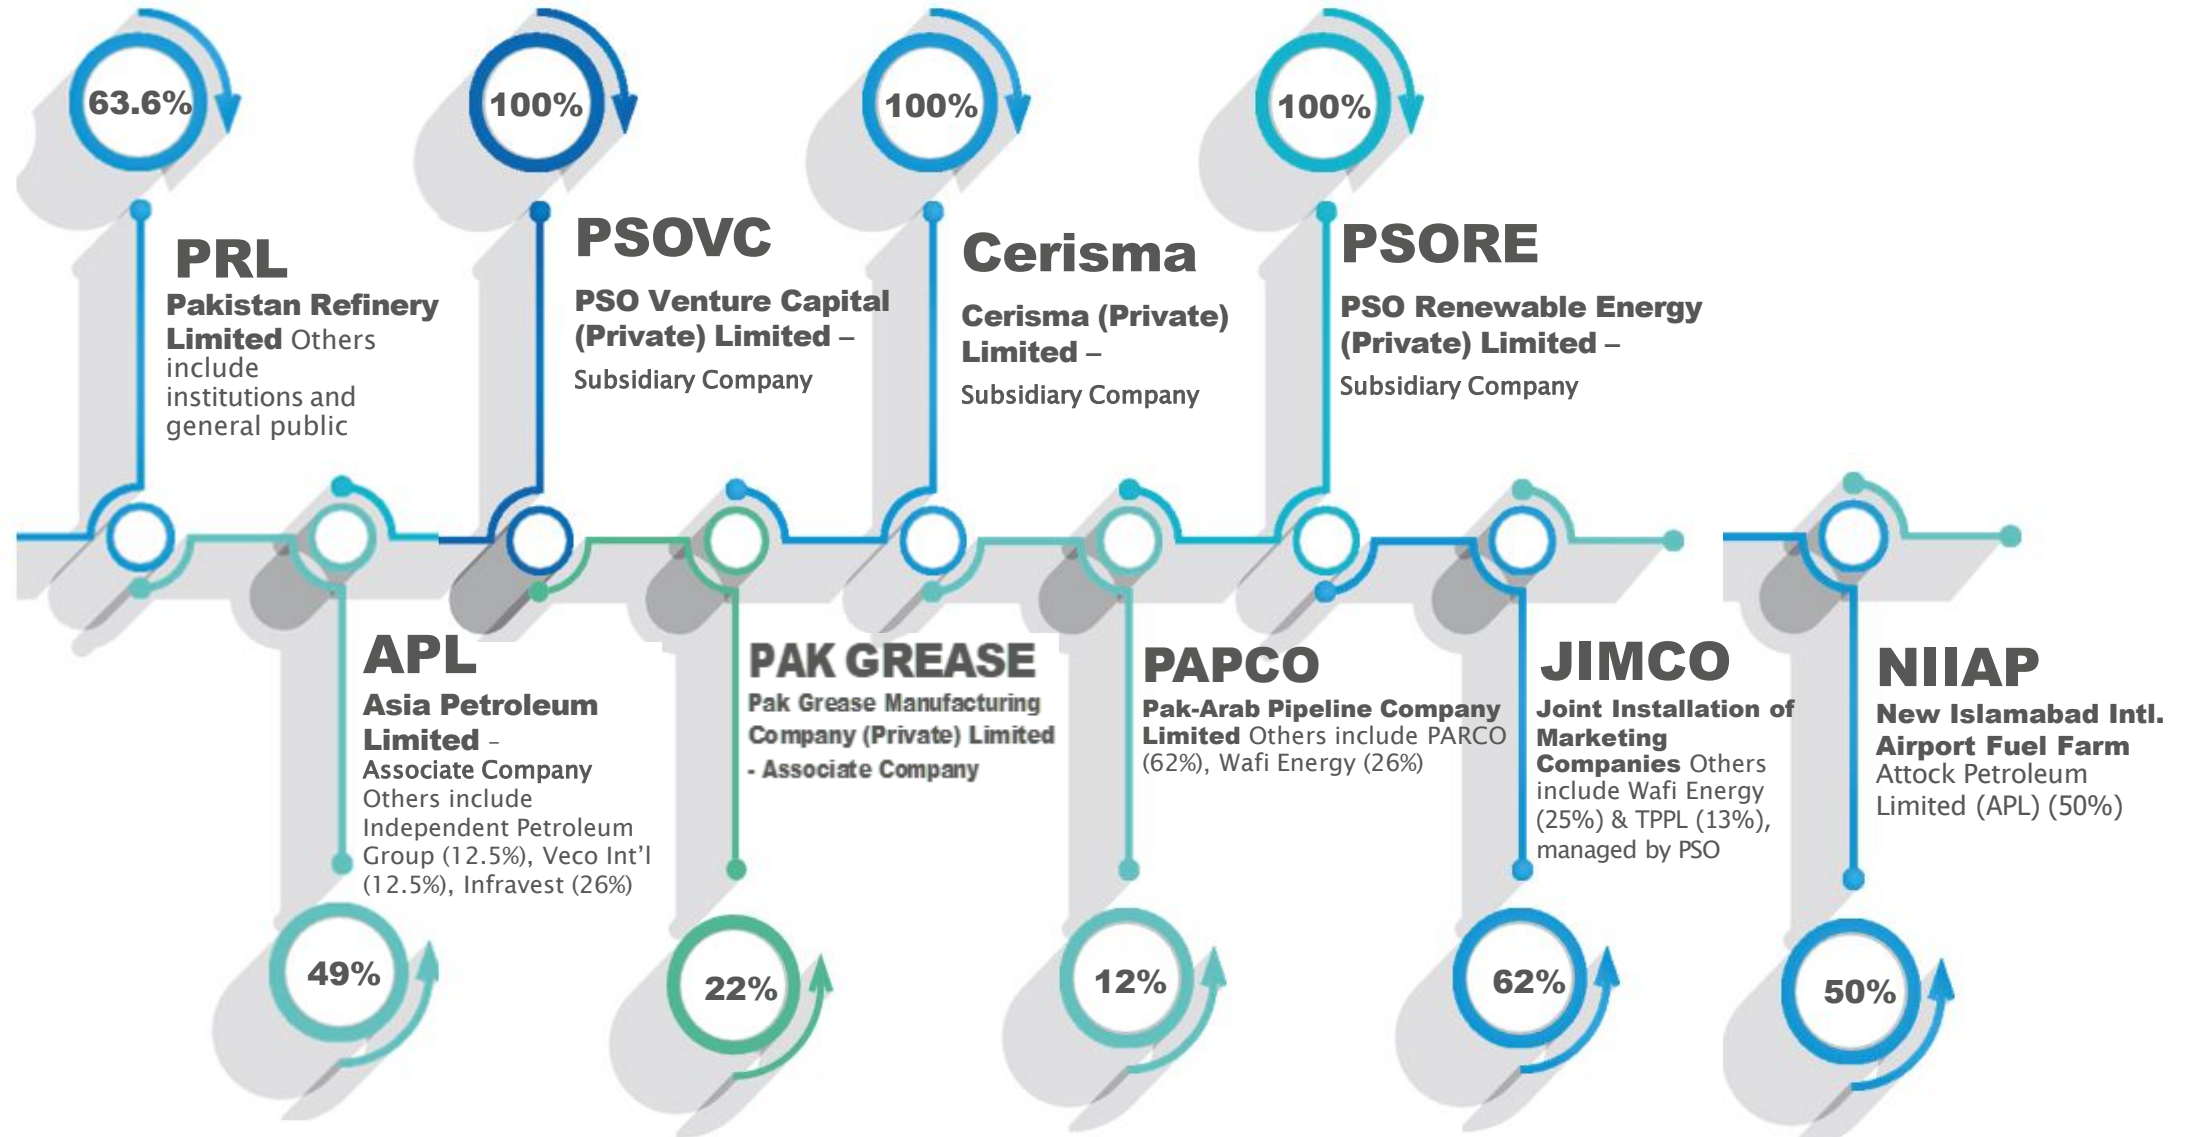 63.6%
PRL
Pakistan Refinery
Limited Others
include
institutions and
general public
100%
PSOVC
PSO Venture Capital
(Private) Limited –
Subsidiary Company
100%
Cerisma
Cerisma (Private)
Limited –
Subsidiary Company
100%
PSORE
PSO Renewable Energy
(Private) Limited –
Subsidiary Company
APL
Asia Petroleum
Limited –
Associate Company
Others include
Independent Petroleum
Group (12.5%), Veco Int'l
(12.5%), Infravest (26%)
49%
PAK GREASE
Pak Grease Manufacturing
Company (Private) Limited
- Associate Company
22%
PAPCO
Pak-Arab Pipeline Company
Limited Others include PARCO
(62%), Wafi Energy (26%)
12%
JIMCO
Joint Installation of
Marketing
Companies Others
include Wafi Energy
(25%) & TPPL (13%),
managed by PSO
62%
NIIAP
New Islamabad Intl.
Airport Fuel Farm
Attock Petroleum
Limited (APL) (50%)
50%